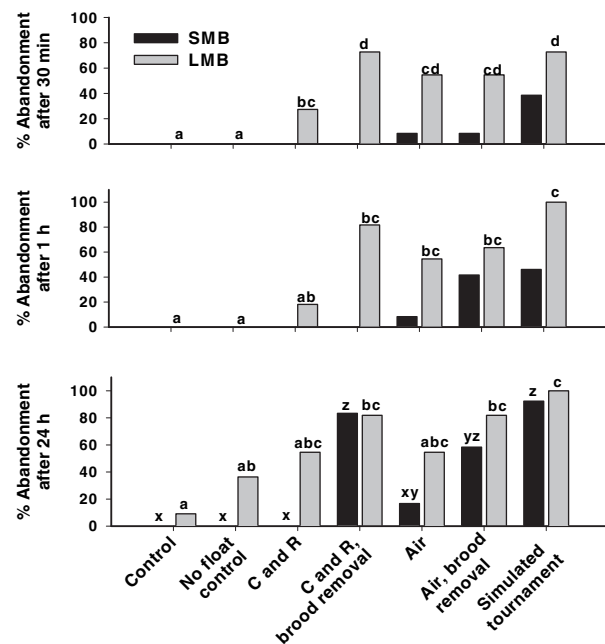 SMB
LMB
% Abandonment
after 30 min
100
80
60
40
20
0
a a bc d cd cd d
% Abandonment
after 1 h
100
80
60
40
20
0
a a ab bc bc bc c
% Abandonment
after 24 h
100
80
60
40
20
0
x a x ab x abc z bc xy abc yz bc z c
Control
No float
control
C and R
C and R,
brood removal
Air
Air, brood
removal
Simulated
tournament